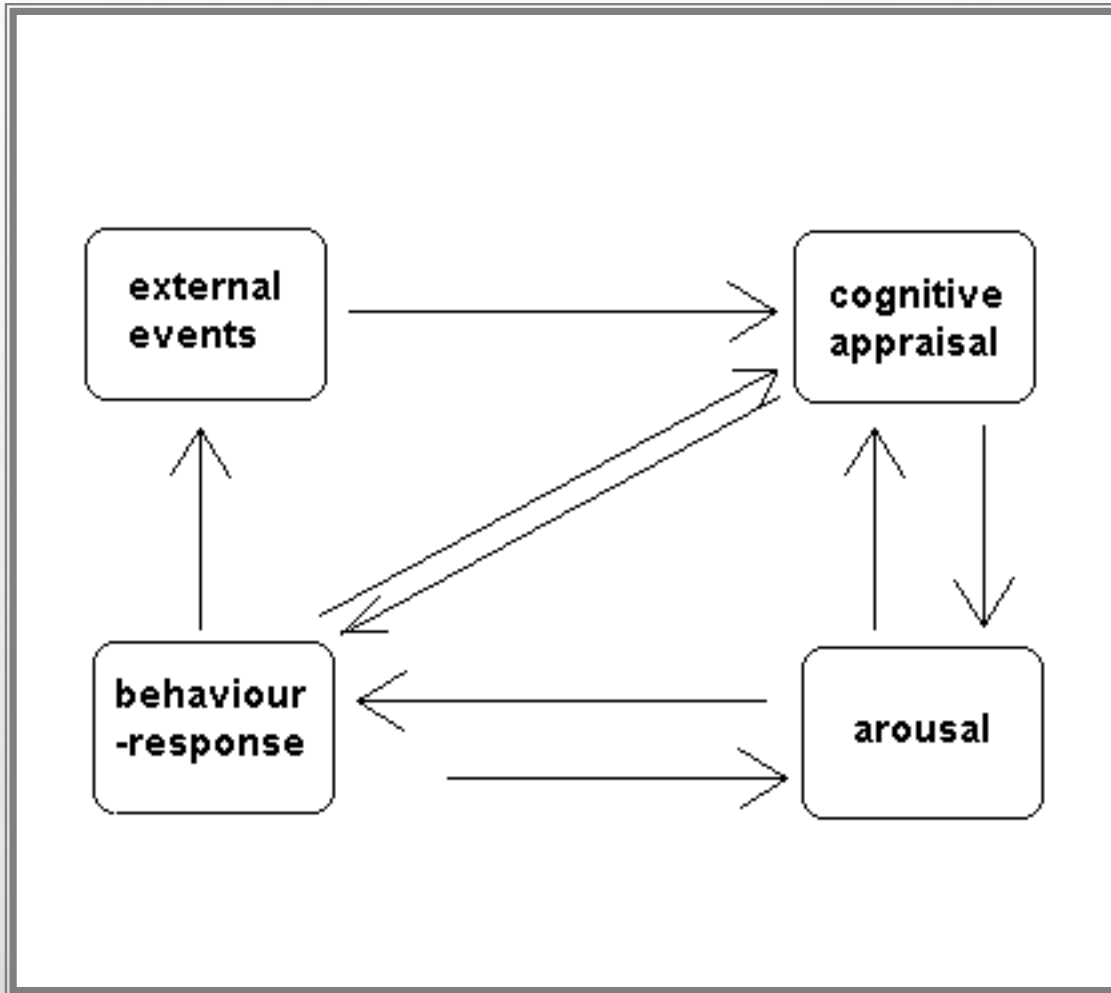 external
events
cognitive
appraisal
behaviour
-response
arousal